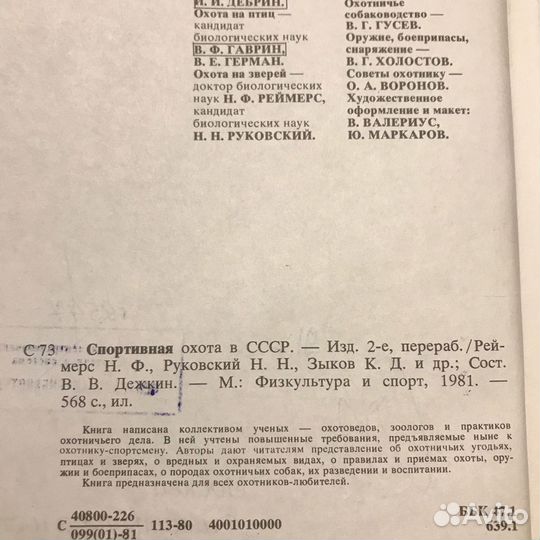 И. И. ДЕБРИН.
Охота на птиц —
кандидат
биологических наук
В. Ф. ГАВРИН,
В. Е. ГЕРМАН.
Охота на зверей —
доктор биологических
наук Н. Ф. РЕЙМЕРС,
кандидат
биологических наук
Н. Н. РУКОВСКИЙ.
Охотничье
собаководство —
В. Г. ГУСЕВ.
Оружие, боеприпасы,
снаряжение —
В. Г. ХОЛОСТОВ.
Советы охотнику —
О. А. ВОРОНОВ.
Художественное
оформление и макет:
В. ВАЛЕРИУС,
Ю. МАРКАРОВ.
С 73 Спортивная охота в СССР. — Изд. 2-е, перераб./Рей-
мерс Н. Ф., Руковский Н. Н., Зыков К. Д. и др.; Сост.
В. В. Дежкин. — М.: Физкультура и спорт, 1981. —
568 с., ил.
Книга написана коллективом ученых — охотоведов, зоологов и практиков
охотничьего дела. В ней учтены повышенные требования, предъявляемые ныне к
охотнику-спортсмену. Авторы дают читателям представление об охотничьих угодьях,
птицах и зверях, о вредных и охраняемых видах, о правилах и приемах охоты, ору-
жии и боеприпасах, о породах охотничьих собак, их разведении и воспитании.
Книга предназначена для всех охотников-любителей.
С 40800-226
099(01)-81 113-80 4001010000
ББК 47.1
639.1
Avito